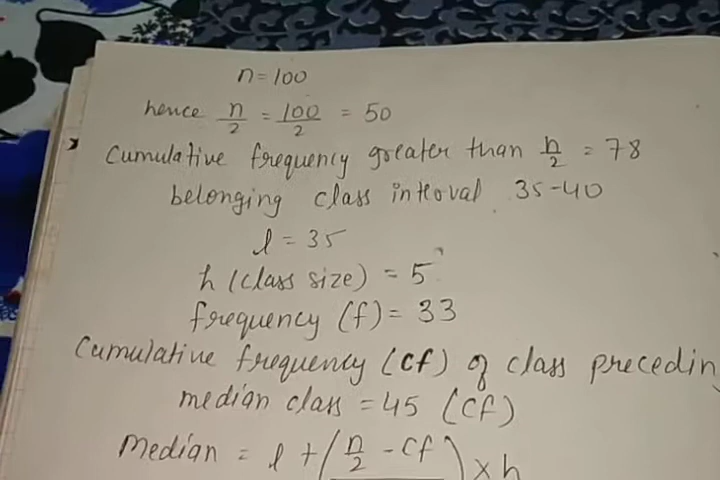 n=100
hence n/2 = 100/2 = 50
Cumulative frequency greater than n/2 = 78
belonging class interval 35-40
l = 35
h (class size) = 5
frequency (f) = 33
Cumulative frequency (cf) of class precedin
median class = 45 (cf)
Median = l + (n/2 - cf) × h